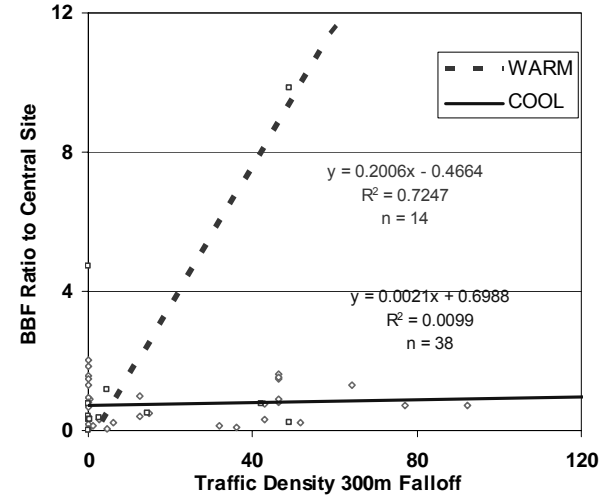 12
8
4
0
BBF Ratio to Central Site
WARM
COOL
y = 0.2006x - 0.4664
R² = 0.7247
n = 14
y = 0.0021x + 0.6988
R² = 0.0099
n = 38
0 40 80 120
Traffic Density 300m Falloff